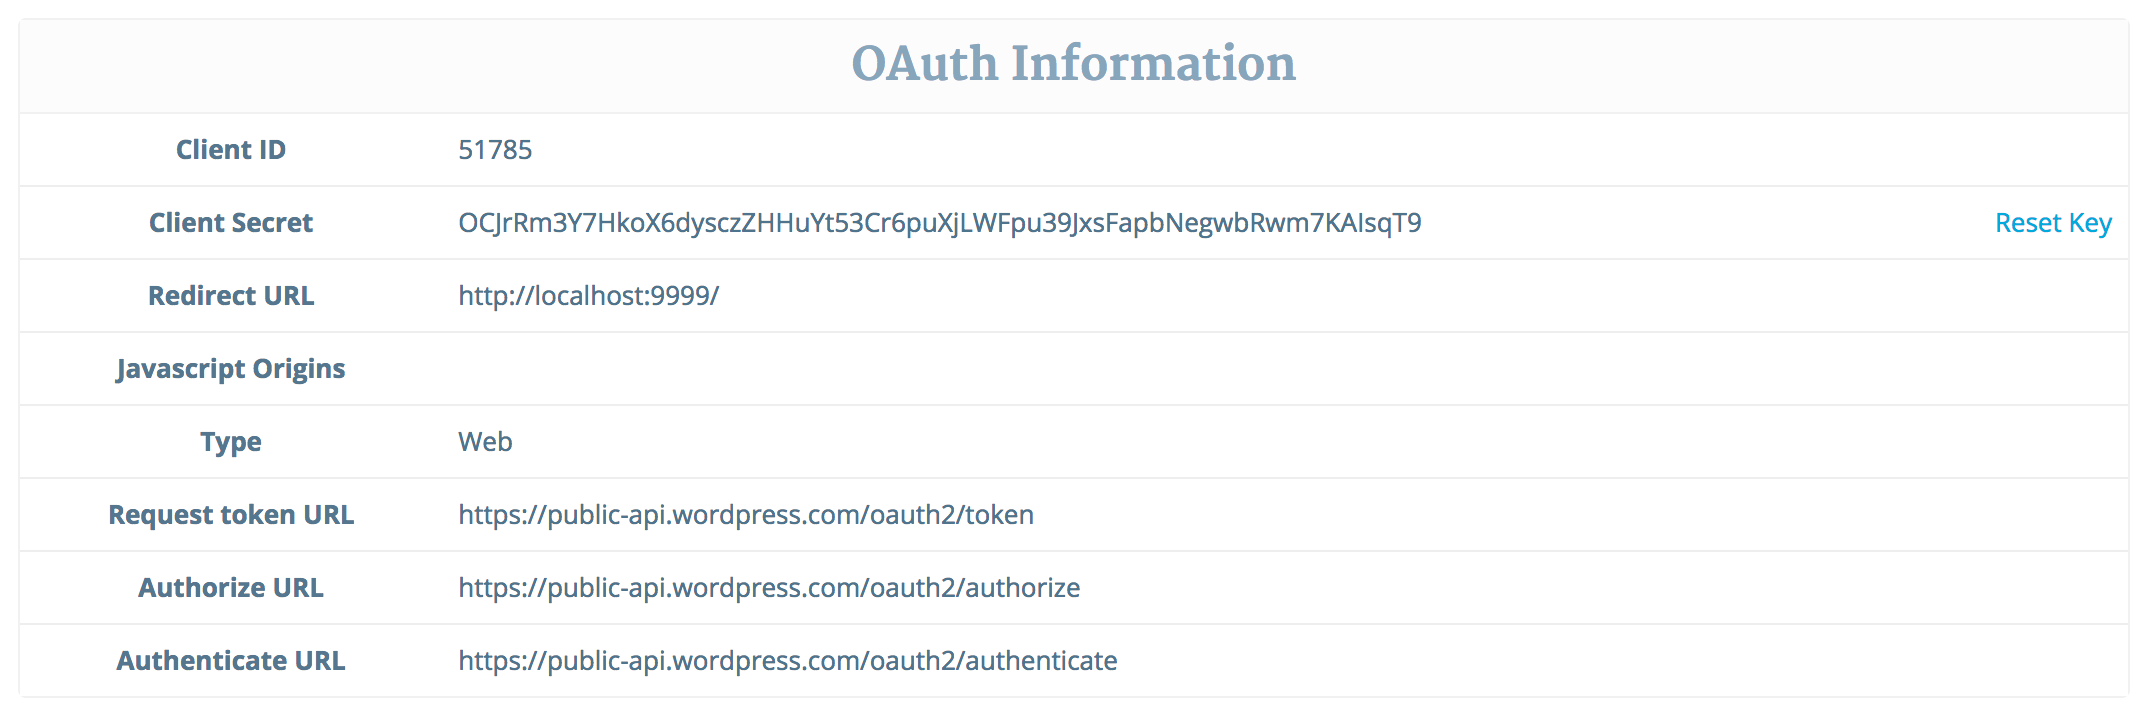 OAuth Information
Client ID 51785
Client Secret OCJrRm3Y7HkoX6dysczZHHuYt53Cr6puXjLWFpu39JxsFapbNegwbRwm7KAIsqT9 Reset Key
Redirect URL http://localhost:9999/
Javascript Origins
Type Web
Request token URL https://public-api.wordpress.com/oauth2/token
Authorize URL https://public-api.wordpress.com/oauth2/authorize
Authenticate URL https://public-api.wordpress.com/oauth2/authenticate